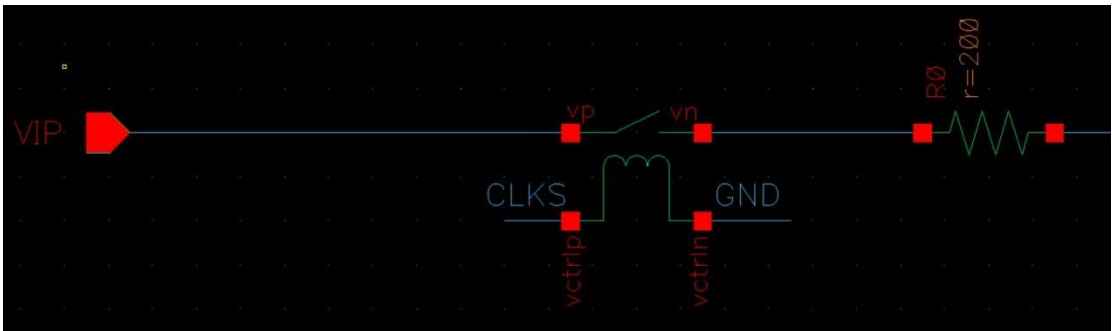 R0
r=200
VIP
vp
vn
CLKS
GND
vctrlp
vctrln